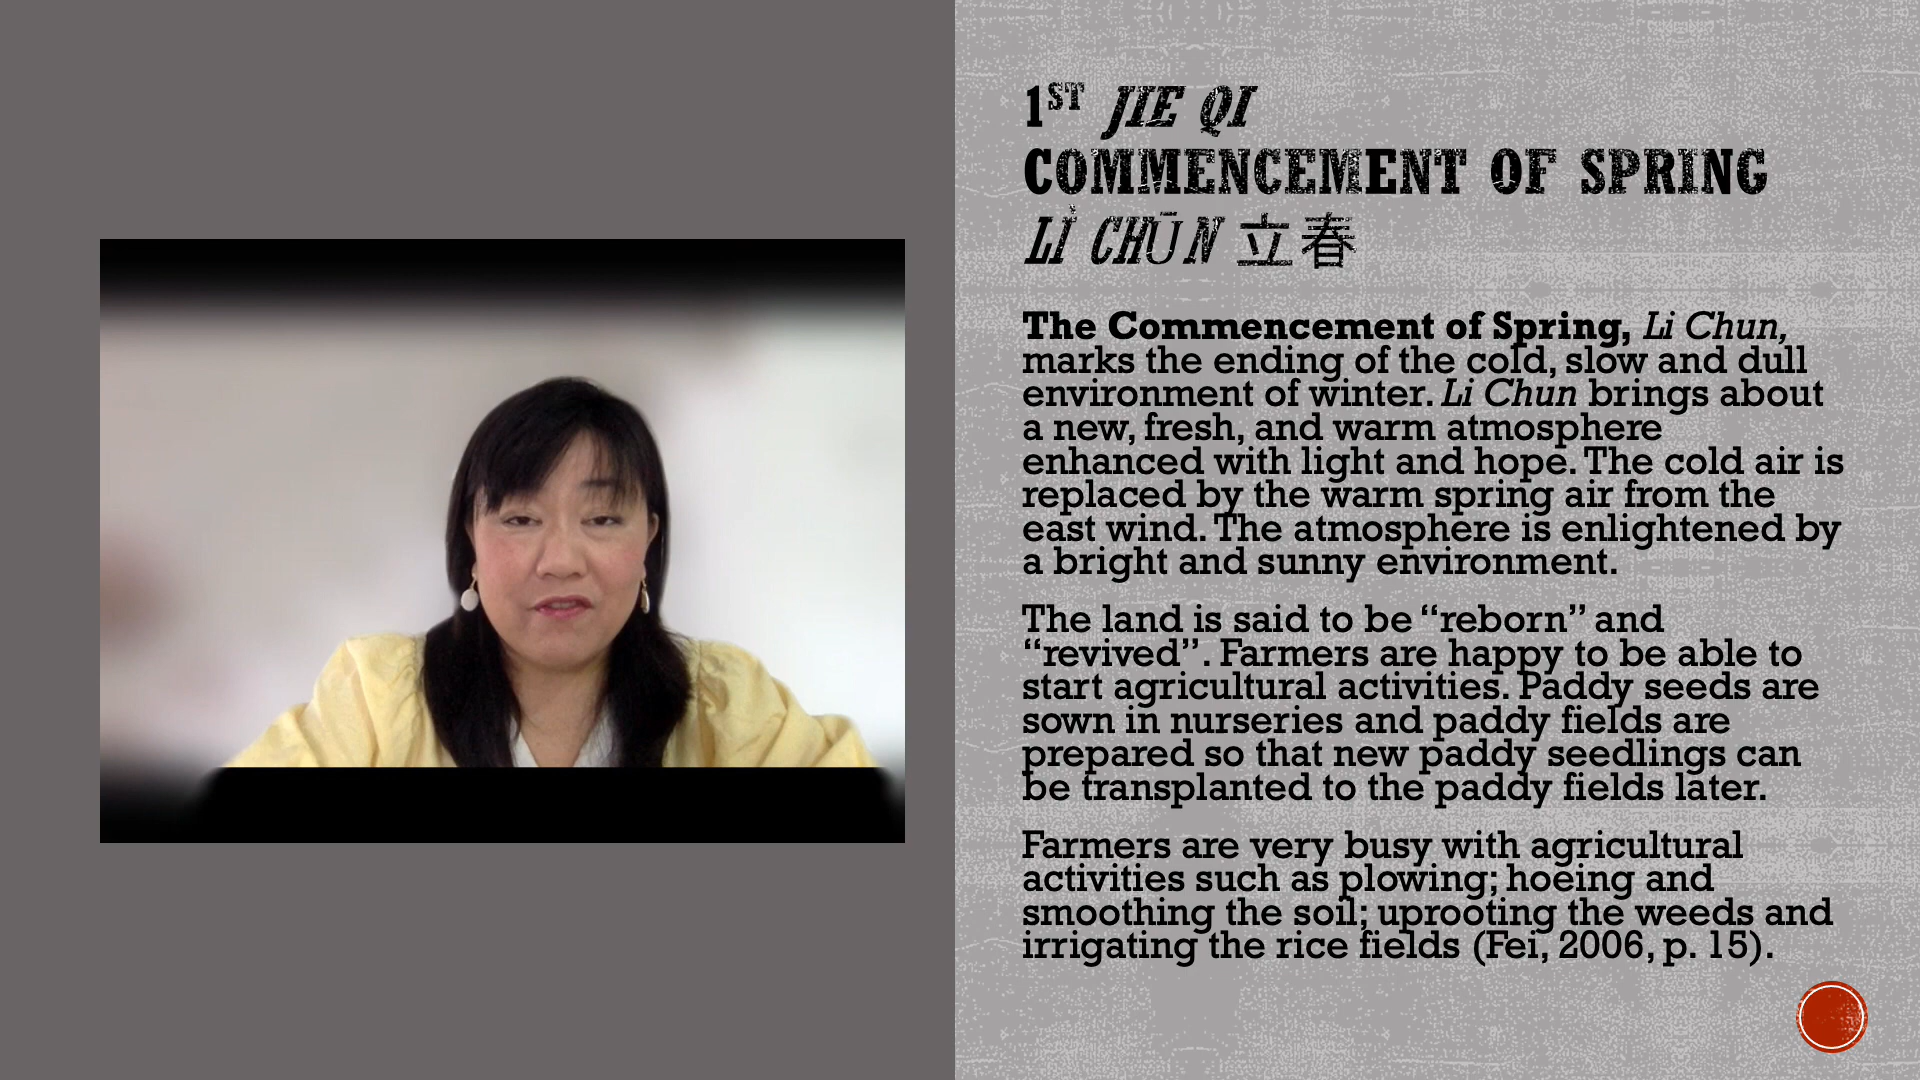 1ST JIE QI
COMMENCEMENT OF SPRING
LÌ CHŪN 立春
The Commencement of Spring, Li Chun,
marks the ending of the cold, slow and dull
environment of winter. Li Chun brings about
a new, fresh, and warm atmosphere
enhanced with light and hope. The cold air is
replaced by the warm spring air from the
east wind. The atmosphere is enlightened by
a bright and sunny environment.
The land is said to be “reborn” and
“revived”. Farmers are happy to be able to
start agricultural activities. Paddy seeds are
sown in nurseries and paddy fields are
prepared so that new paddy seedlings can
be transplanted to the paddy fields later.
Farmers are very busy with agricultural
activities such as plowing; hoeing and
smoothing the soil; uprooting the weeds and
irrigating the rice fields (Fei, 2006, p. 15).